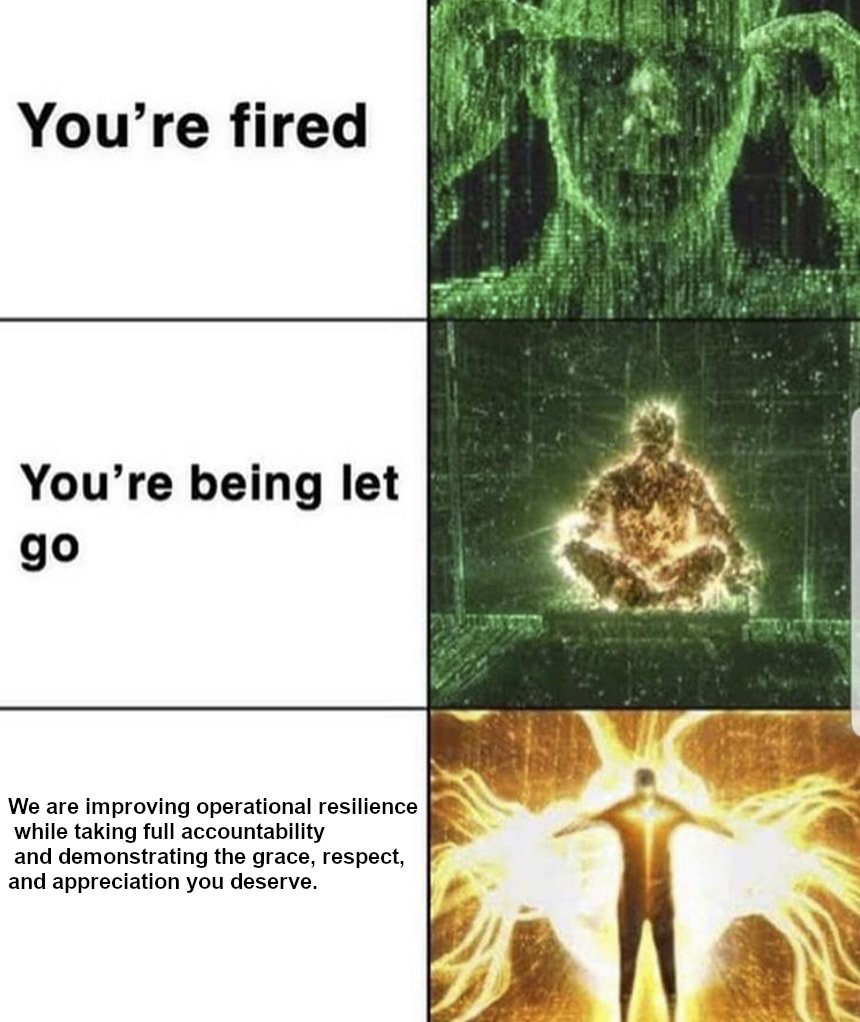 You're fired
You're being let
go
We are improving operational resilience
while taking full accountability
and demonstrating the grace, respect,
and appreciation you deserve.